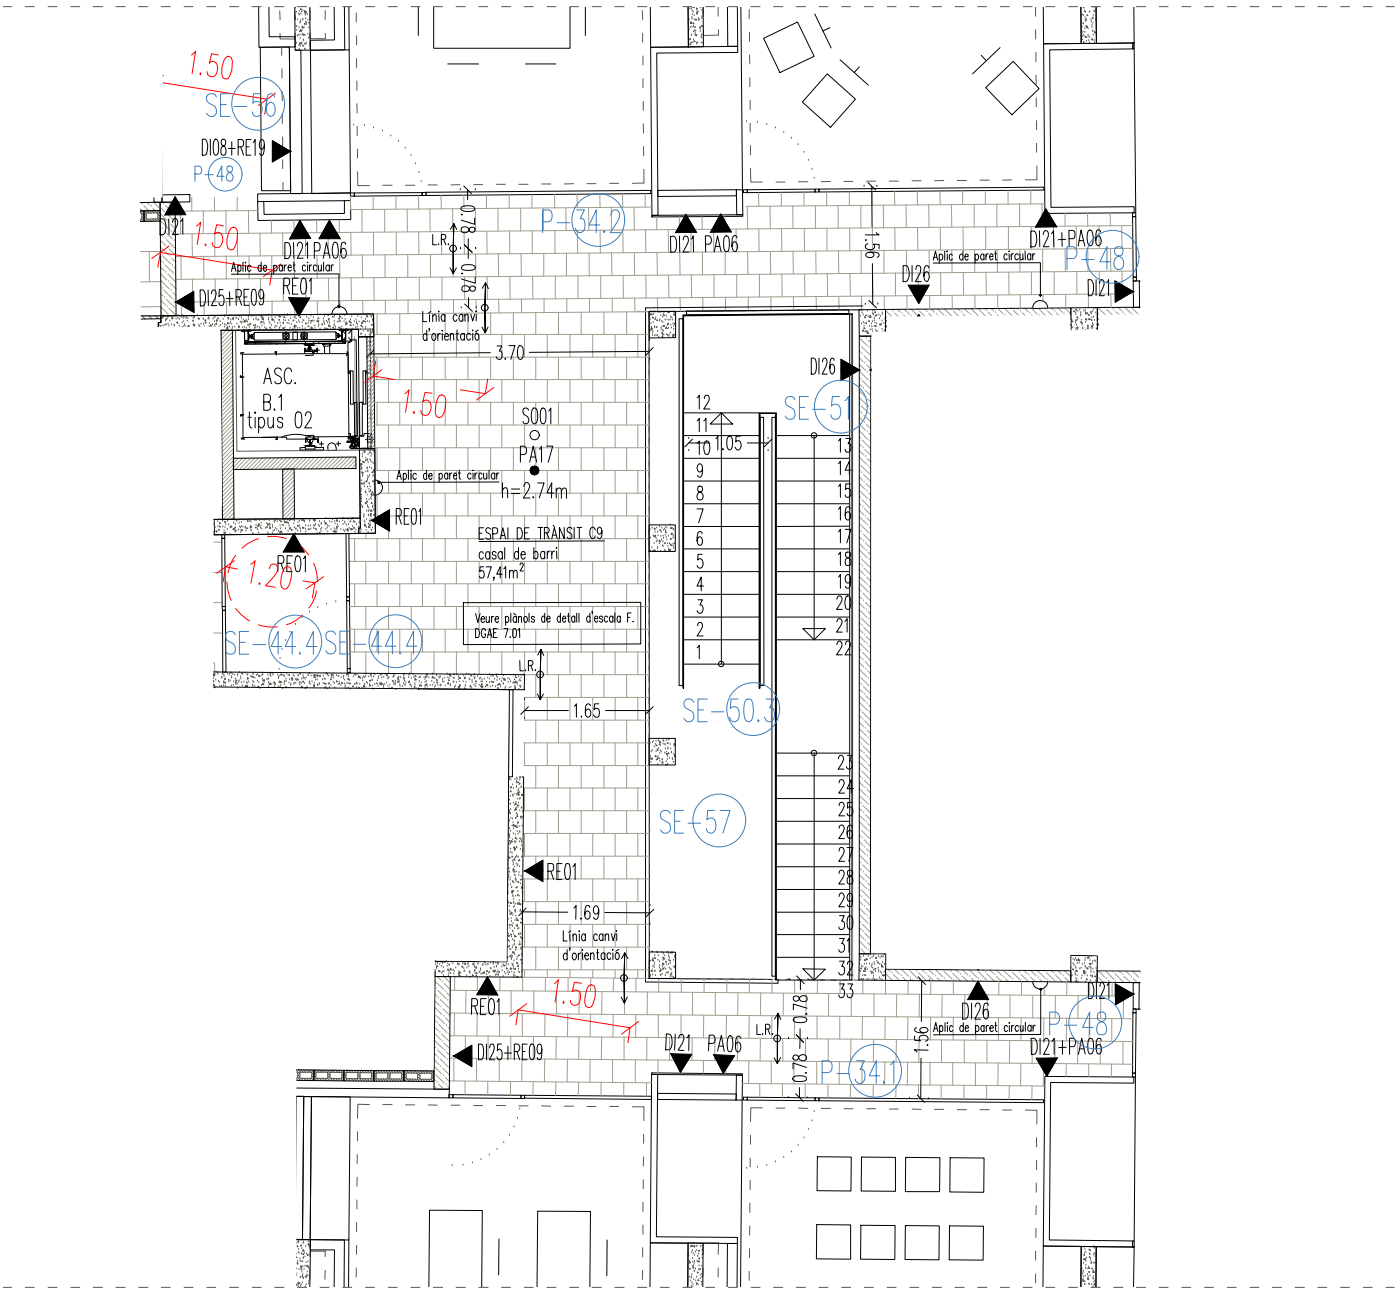 1.50
SE-56
DI08+RE19
P-48
DI21
1.50
DI21 PA06
Aplic de paret circular
RE01
DI25+RE09
L.R.
0.78
0.78
Línia canvi
d'orientació
P-34.2
DI21 PA06
1.56
DI26
Aplic de paret circular
DI21+PA06
P-48
DI21
3.70
ASC.
B.1
tipus 02
1.50
S001
PA17
h=2.74m
Aplic de paret circular
RE01
ESPAI DE TRÀNSIT C9
casal de barri
57,41m²
RE01
1.20
SE-44.4
SE-44.4
Veure plànols de detall d'escala F.
DGAE 7.01
L.R.
1.65
DI26
SE-51
12
11
10
1.05
9
8
7
6
5
4
3
2
1
13
14
15
16
17
18
19
20
21
22
SE-50.3
SE-57
23
24
25
26
27
28
29
30
31
32
33
RE01
1.69
Línia canvi
d'orientació
RE01
1.50
DI25+RE09
DI21 PA06
L.R.
0.78
0.78
P-34.1
1.56
DI26
Aplic de paret circular
DI21
P-48
DI21+PA06